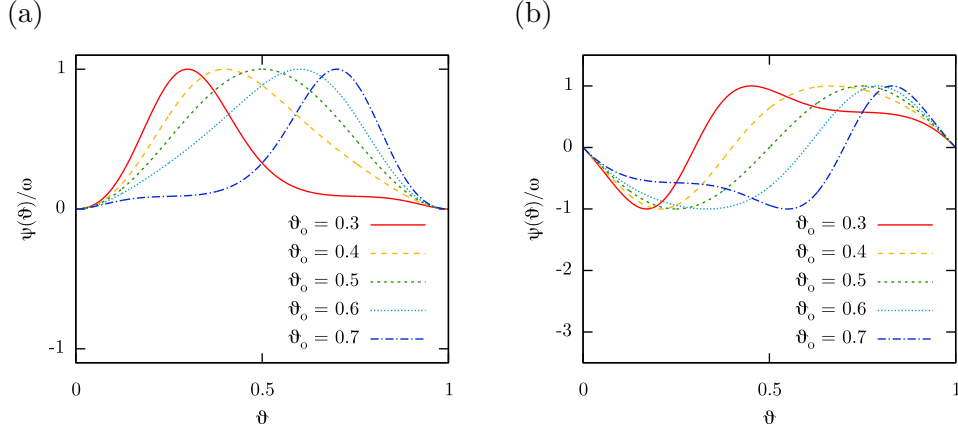 (a)
1
0
-1
ψ(ϑ)/ω
ϑₒ = 0.3
ϑₒ = 0.4
ϑₒ = 0.5
ϑₒ = 0.6
ϑₒ = 0.7
0
0.5
1
ϑ
(b)
1
0
-1
-2
-3
ψ(ϑ)/ω
ϑₒ = 0.3
ϑₒ = 0.4
ϑₒ = 0.5
ϑₒ = 0.6
ϑₒ = 0.7
0
0.5
1
ϑ